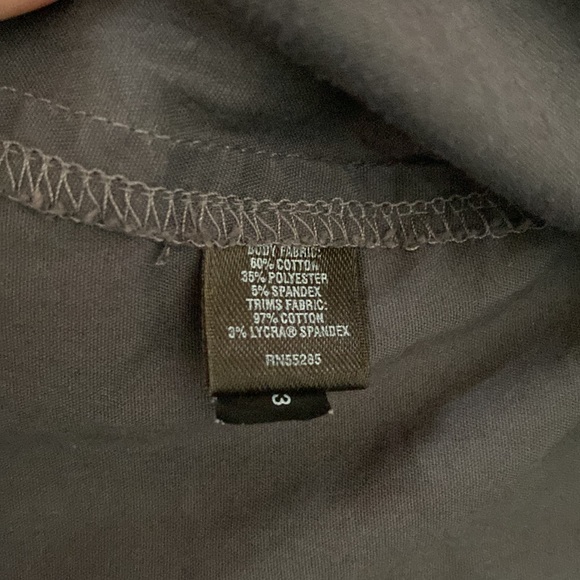 BODY FABRIC:
60% COTTON
35% POLYESTER
5% SPANDEX
TRIMS FABRIC:
97% COTTON
3% LYCRA® SPANDEX
RN55285
3